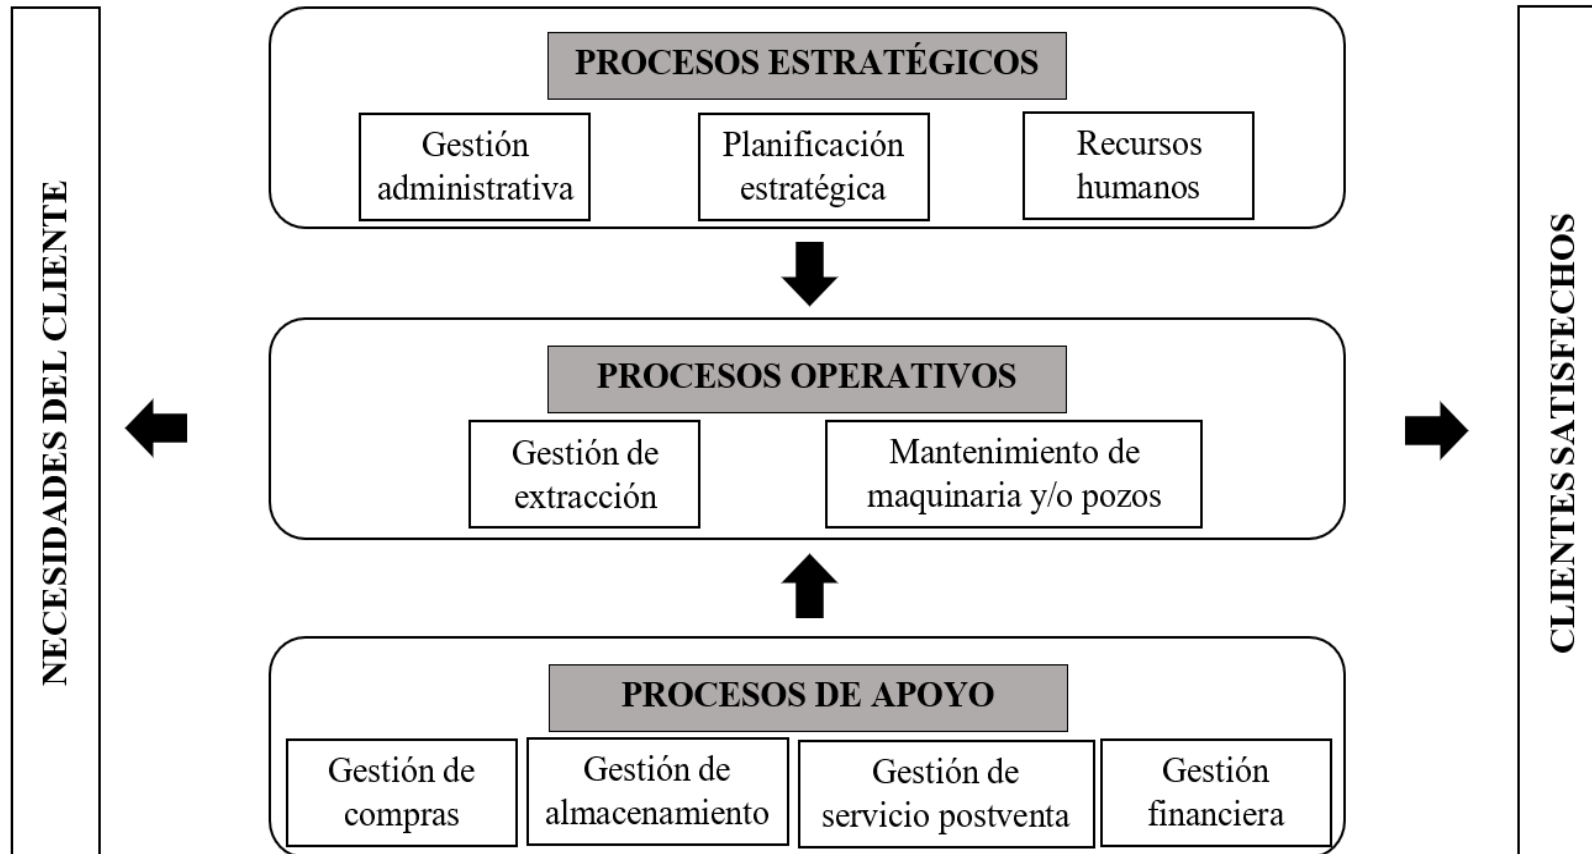 NECESIDADES DEL CLIENTE
PROCESOS ESTRATÉGICOS
Gestión
administrativa
Planificación
estratégica
Recursos
humanos
PROCESOS OPERATIVOS
Gestión de
extracción
Mantenimiento de
maquinaria y/o pozos
PROCESOS DE APOYO
Gestión de
compras
Gestión de
almacenamiento
Gestión de
servicio postventa
Gestión
financiera
CLIENTES SATISFECHOS